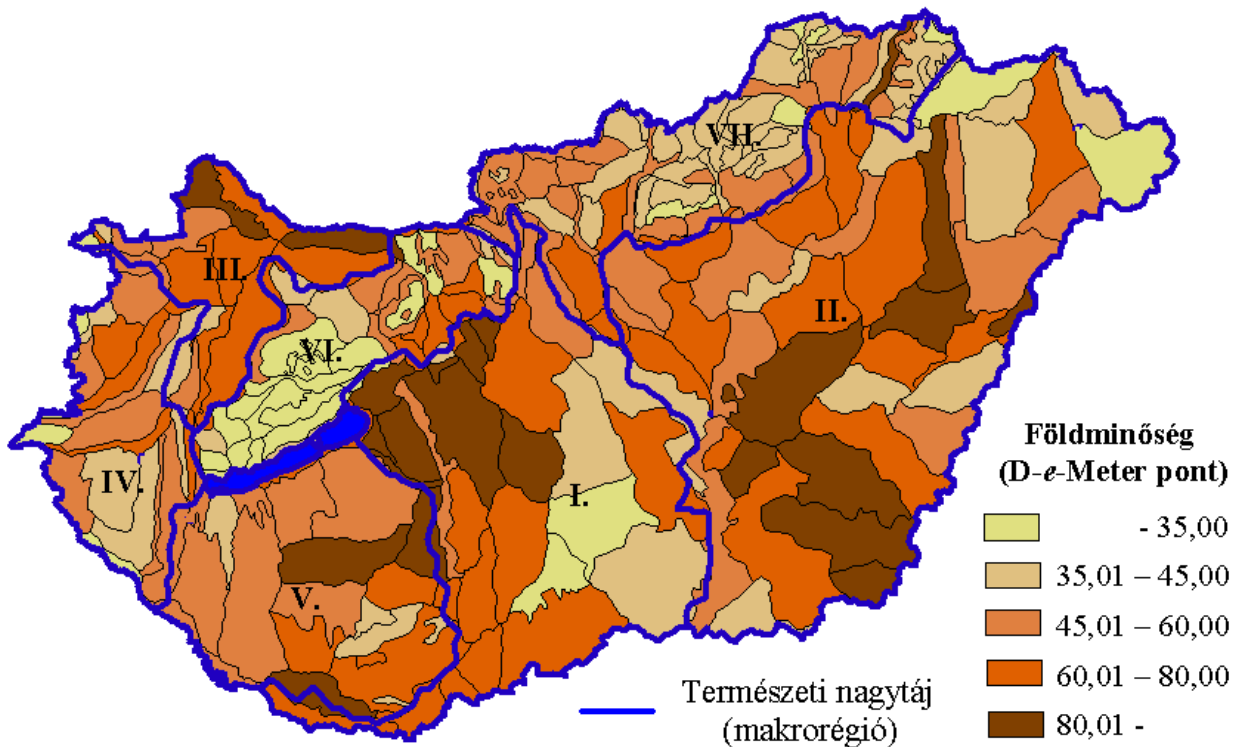 VII.
III.
II.
VI.
IV.
I.
V.
Földminőség
(D-e-Meter pont)
- 35,00
35,01 – 45,00
45,01 – 60,00
60,01 – 80,00
80,01 -
Természeti nagytáj
(makrorégió)